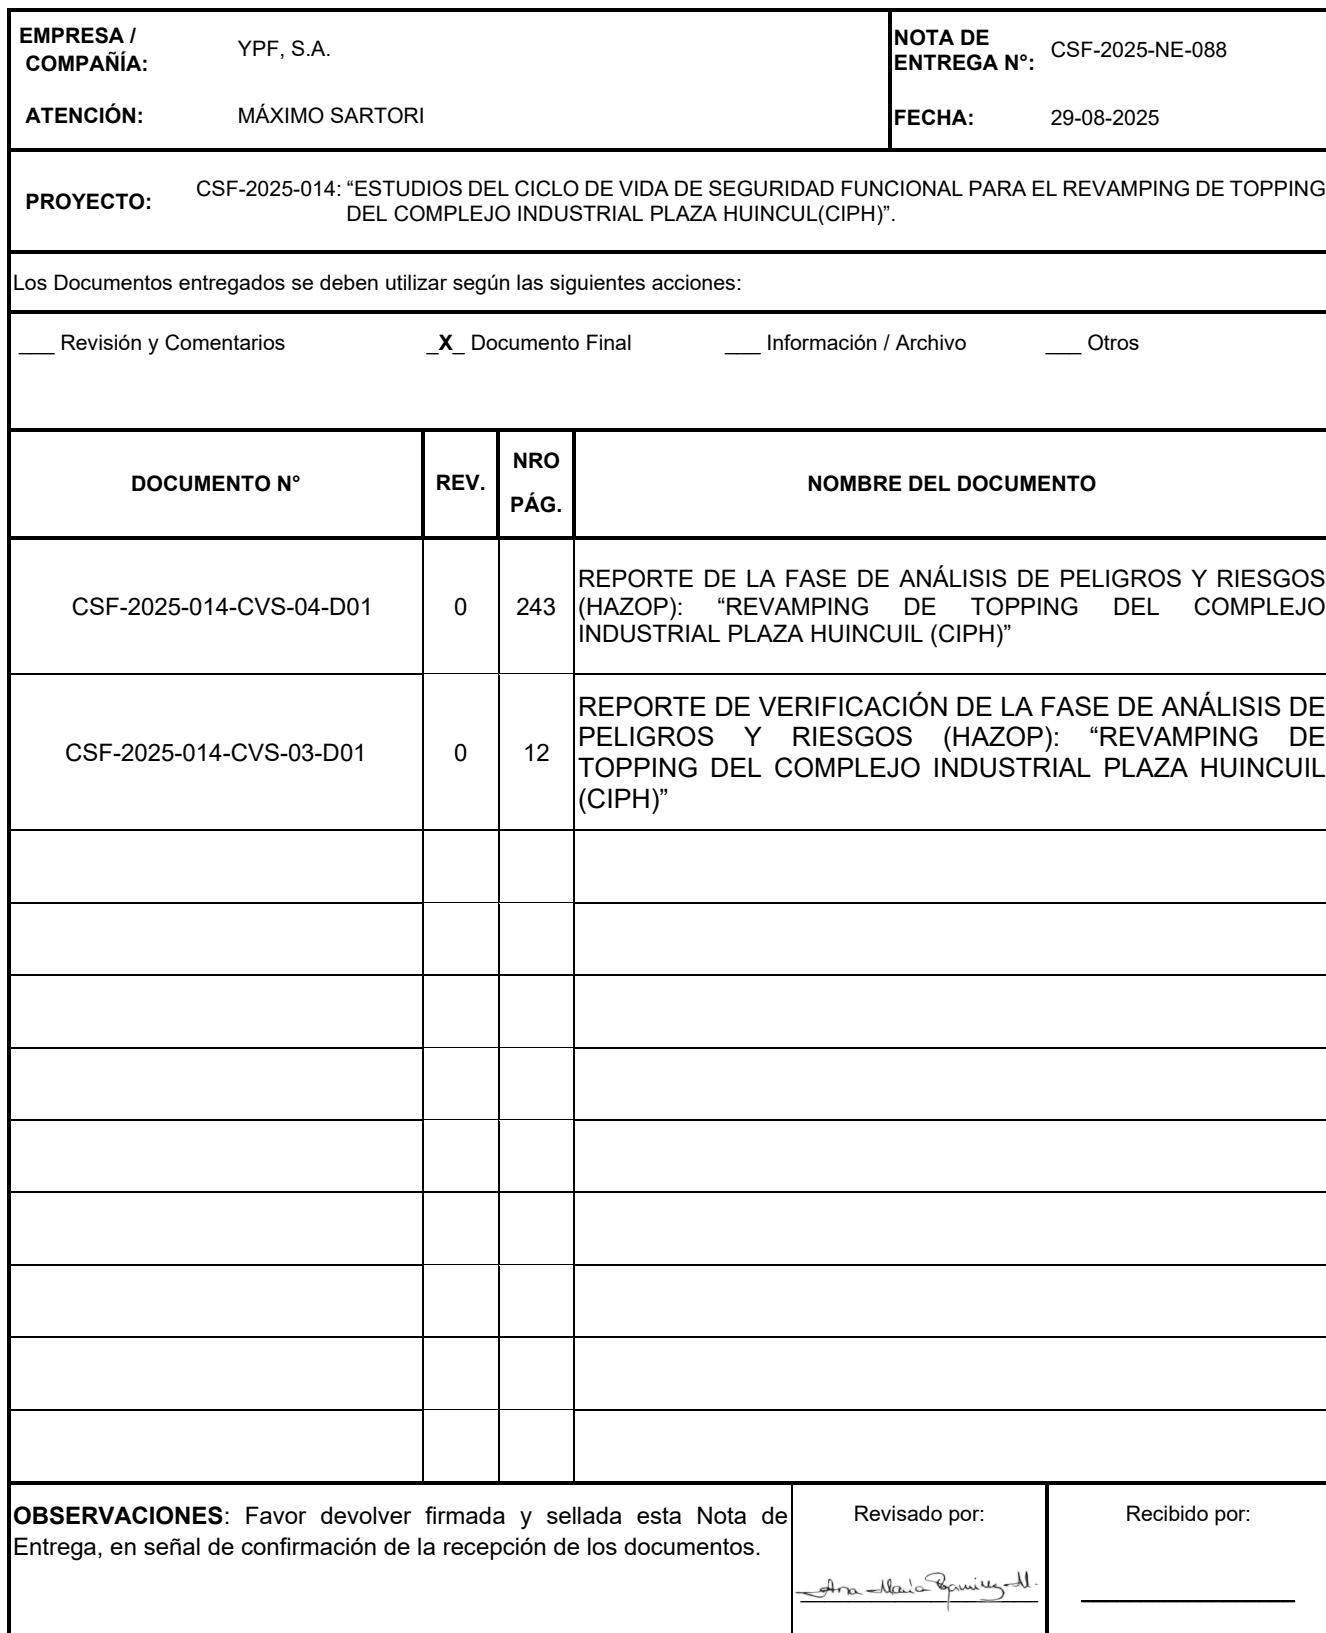 EMPRESA /
COMPAÑÍA:
YPF, S.A.
NOTA DE
ENTREGA N°:
CSF-2025-NE-088
ATENCIÓN:
MÁXIMO SARTORI
FECHA:
29-08-2025
PROYECTO:
CSF-2025-014: “ESTUDIOS DEL CICLO DE VIDA DE SEGURIDAD FUNCIONAL PARA EL REVAMPING DE TOPPING
DEL COMPLEJO INDUSTRIAL PLAZA HUINCUL(CIPH)”.
Los Documentos entregados se deben utilizar según las siguientes acciones:
___ Revisión y Comentarios _X_ Documento Final ___ Información / Archivo ___ Otros
DOCUMENTO N°
REV.
NRO
PÁG.
NOMBRE DEL DOCUMENTO
CSF-2025-014-CVS-04-D01
0
243
REPORTE DE LA FASE DE ANÁLISIS DE PELIGROS Y RIESGOS
(HAZOP): “REVAMPING DE TOPPING DEL COMPLEJO
INDUSTRIAL PLAZA HUINCUIL (CIPH)”
CSF-2025-014-CVS-03-D01
0
12
REPORTE DE VERIFICACIÓN DE LA FASE DE ANÁLISIS DE
PELIGROS Y RIESGOS (HAZOP): “REVAMPING DE
TOPPING DEL COMPLEJO INDUSTRIAL PLAZA HUINCUIL
(CIPH)”
OBSERVACIONES: Favor devolver firmada y sellada esta Nota de
Entrega, en señal de confirmación de la recepción de los documentos.
Revisado por:
Ana María Ramírez M.
Recibido por: